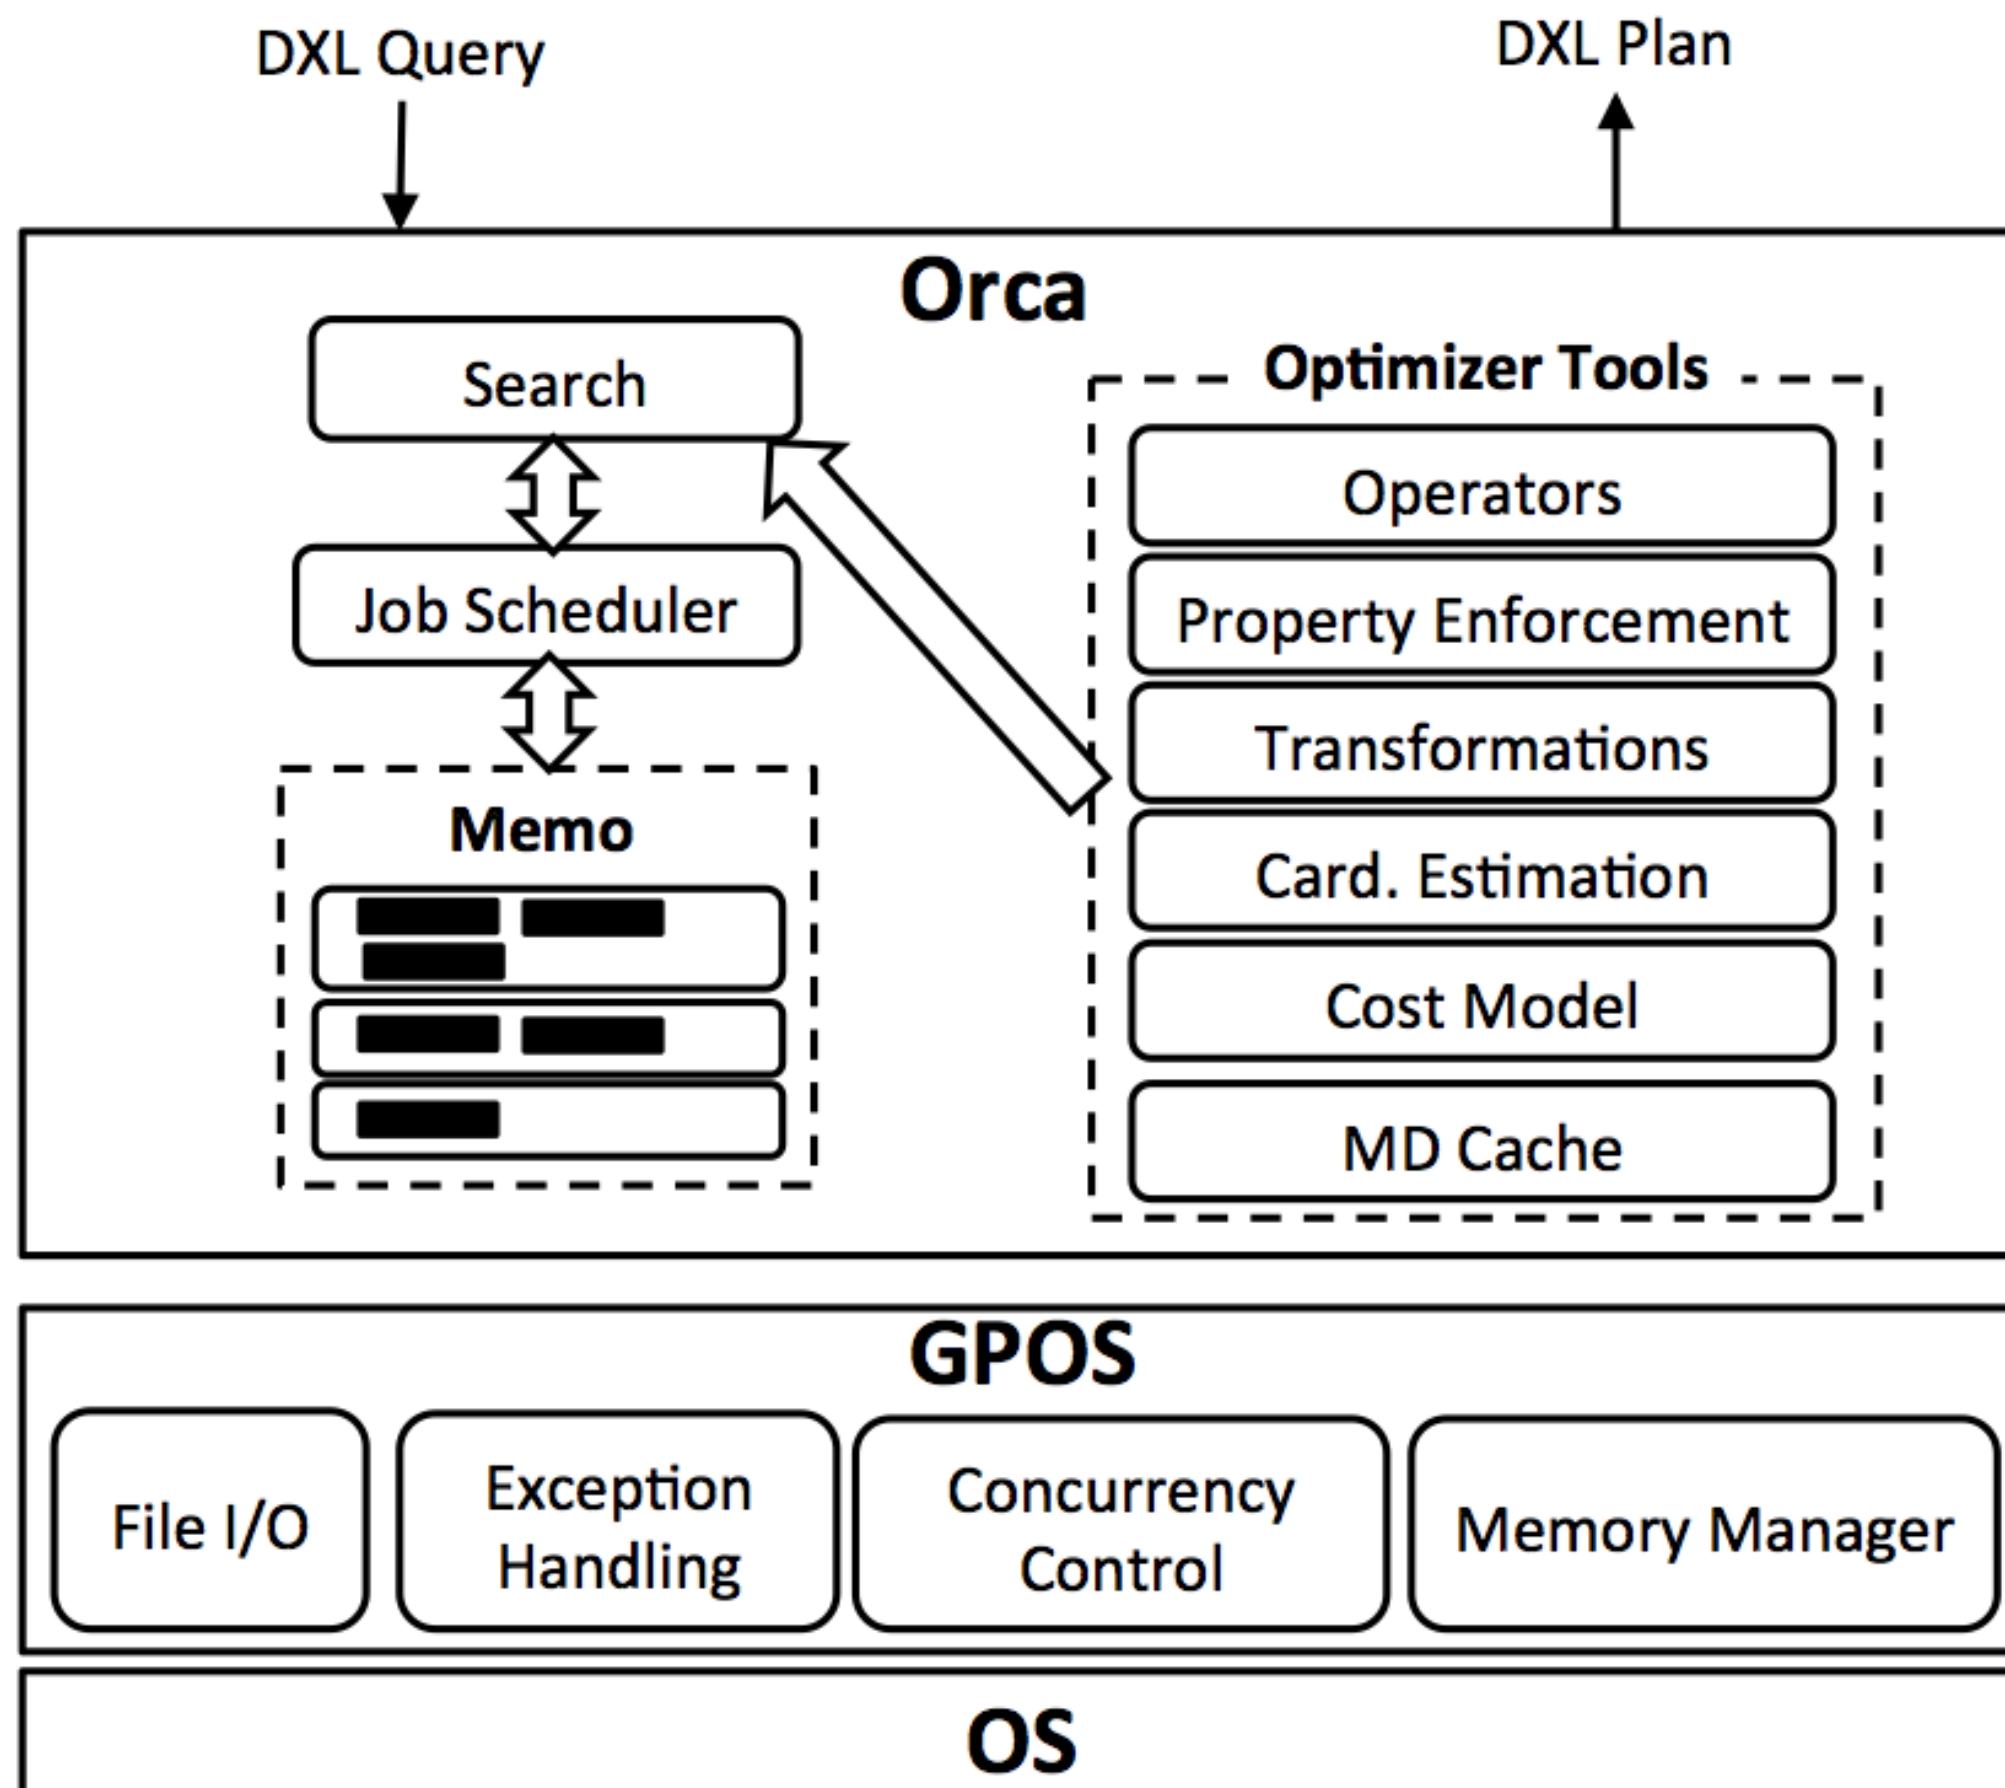 DXL Query
DXL Plan
Orca
Search
Job Scheduler
Memo
Optimizer Tools
Operators
Property Enforcement
Transformations
Card. Estimation
Cost Model
MD Cache
GPOS
File I/O
Exception
Handling
Concurrency
Control
Memory Manager
OS